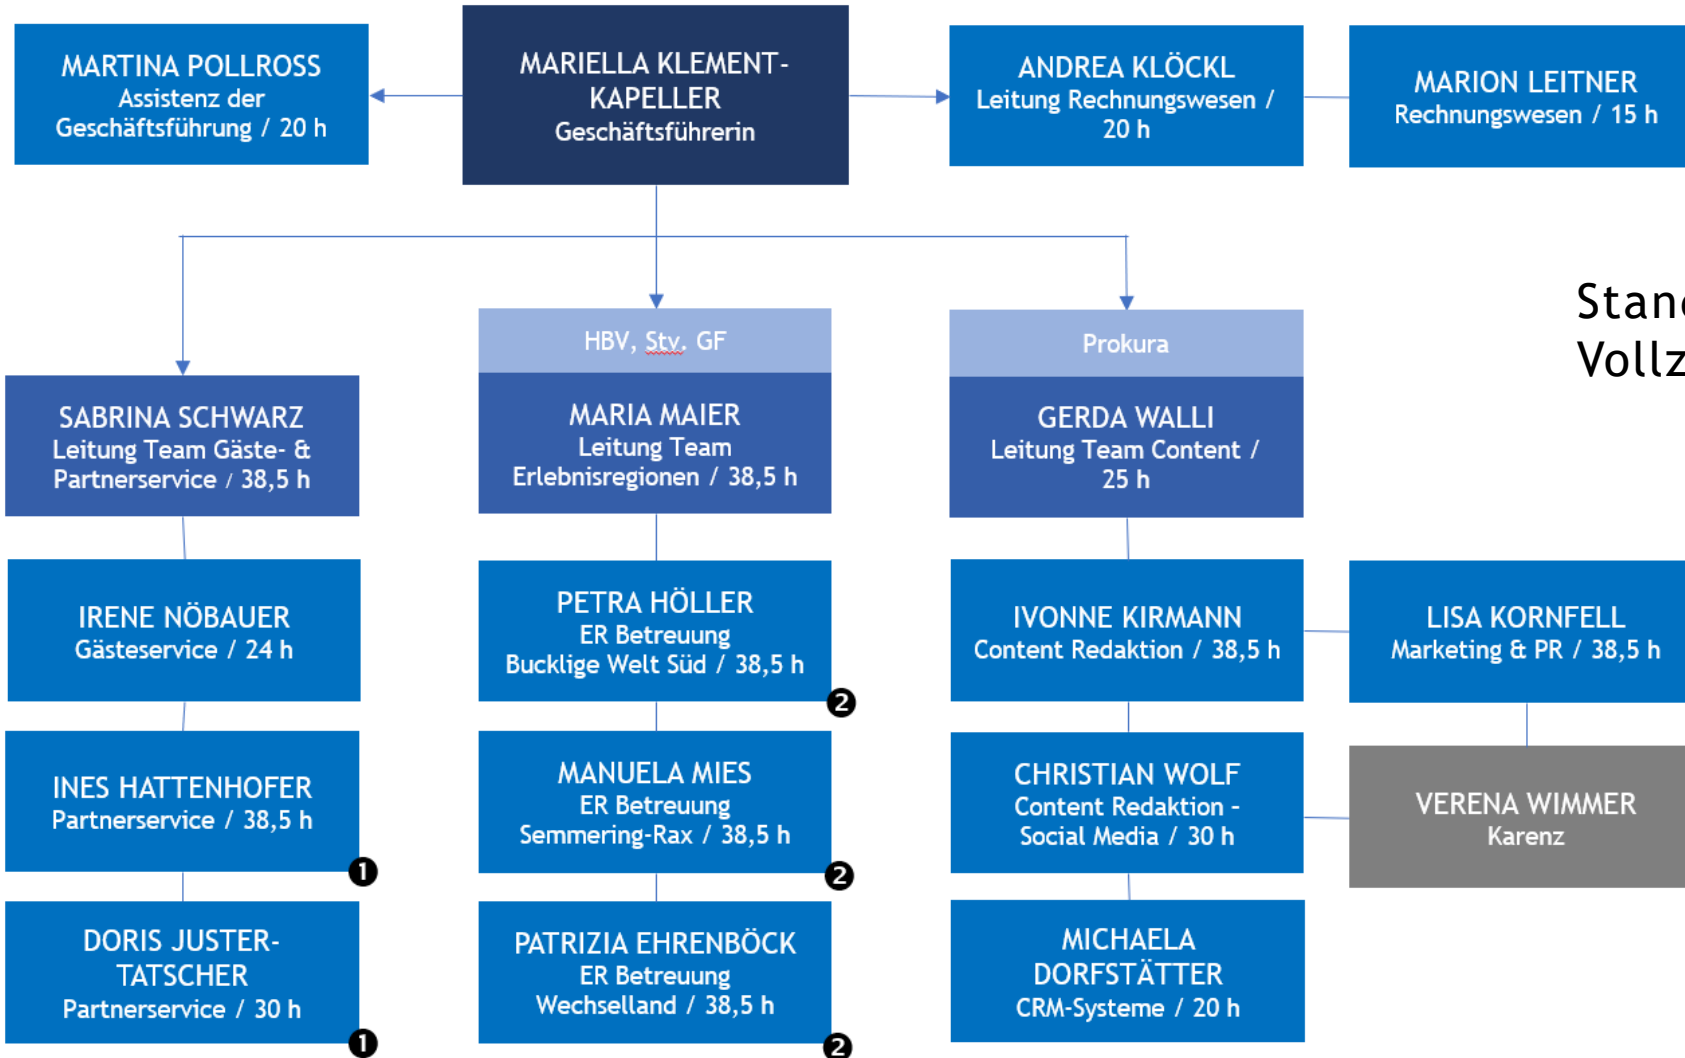 MARTINA POLLROSS
Assistenz der
Geschäftsführung / 20 h
MARIELLA KLEMENT-
KAPELLER
Geschäftsführerin
ANDREA KLÖCKL
Leitung Rechnungswesen /
20 h
MARION LEITNER
Rechnungswesen / 15 h
HBV, Stv. GF
Prokura
SABRINA SCHWARZ
Leitung Team Gäste- &
Partnerservice / 38,5 h
MARIA MAIER
Leitung Team
Erlebnisregionen / 38,5 h
GERDA WALLI
Leitung Team Content /
25 h
IRENE NÖBAUER
Gästeservice / 24 h
PETRA HÖLLER
ER Betreuung
Bucklige Welt Süd / 38,5 h
2
IVONNE KIRMANN
Content Redaktion / 38,5 h
LISA KORNFELL
Marketing & PR / 38,5 h
INES HATTENHOFER
Partnerservice / 38,5 h
1
MANUELA MIES
ER Betreuung
Semmering-Rax / 38,5 h
2
CHRISTIAN WOLF
Content Redaktion –
Social Media / 30 h
VERENA WIMMER
Karenz
DORIS JUSTER-
TATSCHER
Partnerservice / 30 h
1
PATRIZIA EHRENBÖCK
ER Betreuung
Wechselland / 38,5 h
2
MICHAELA
DORFSTÄTTER
CRM-Systeme / 20 h